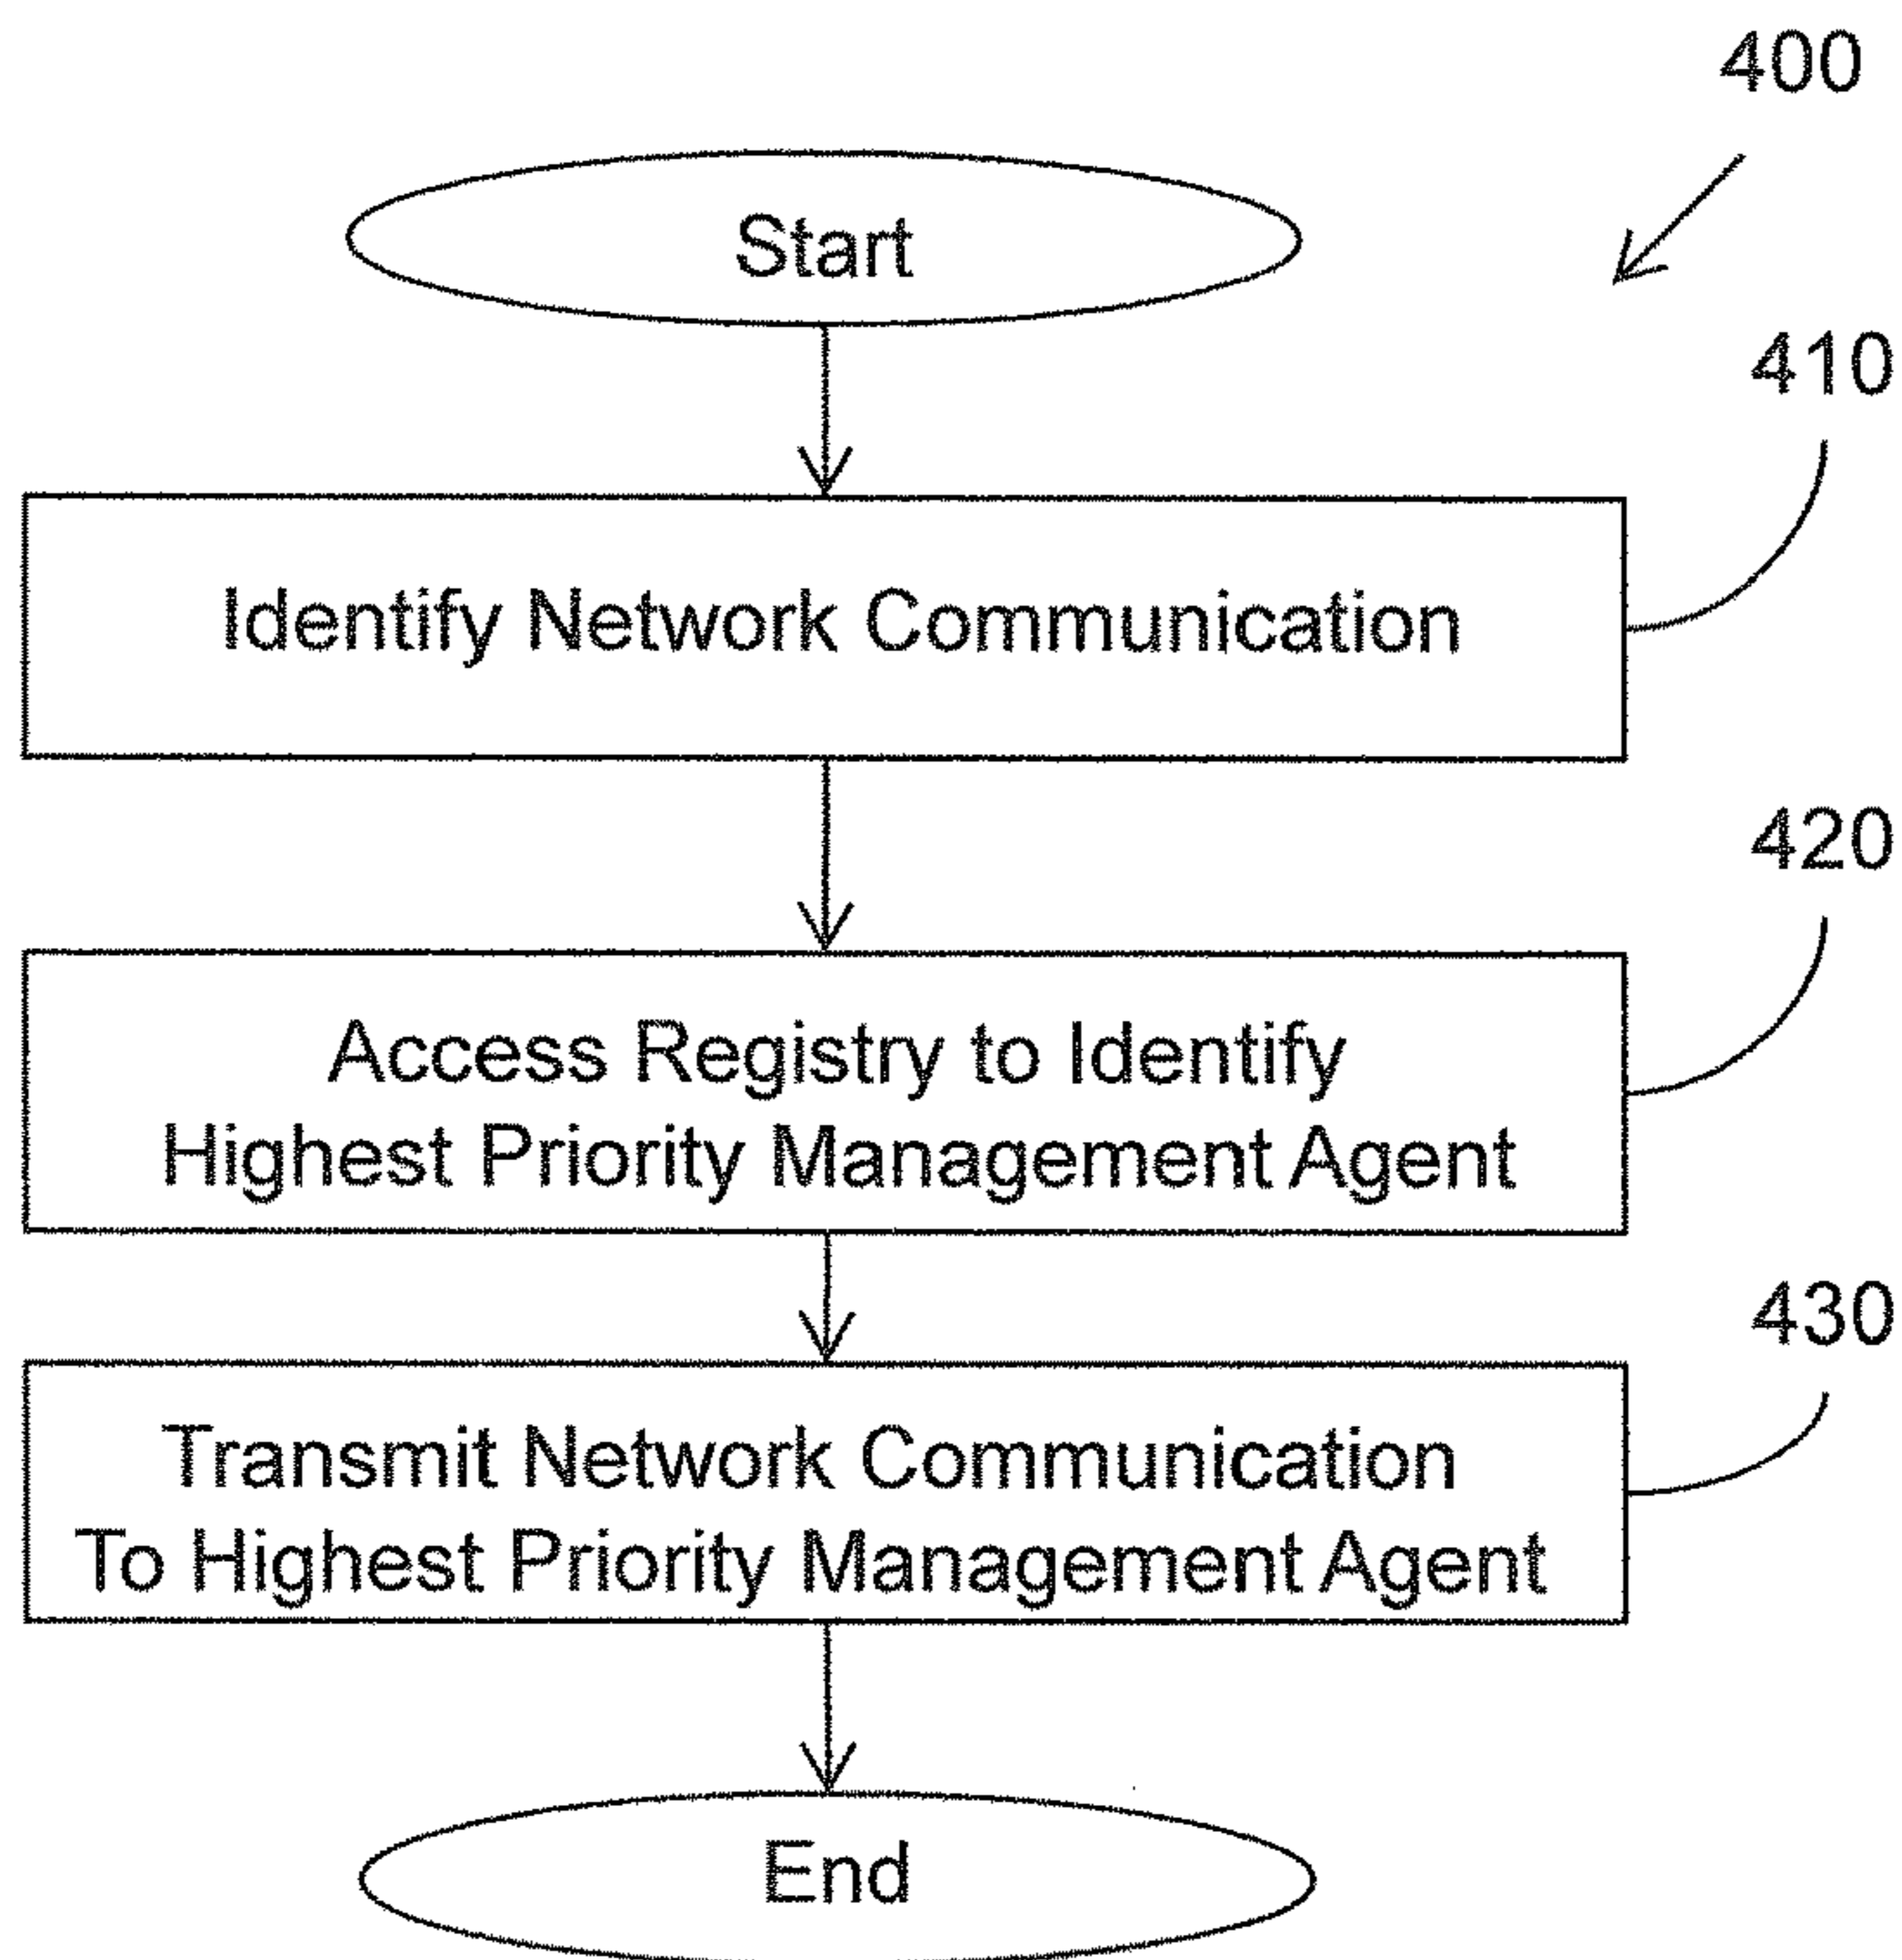 400
Start
410
Identify Network Communication
420
Access Registry to Identify
Highest Priority Management Agent
430
Transmit Network Communication
To Highest Priority Management Agent
End